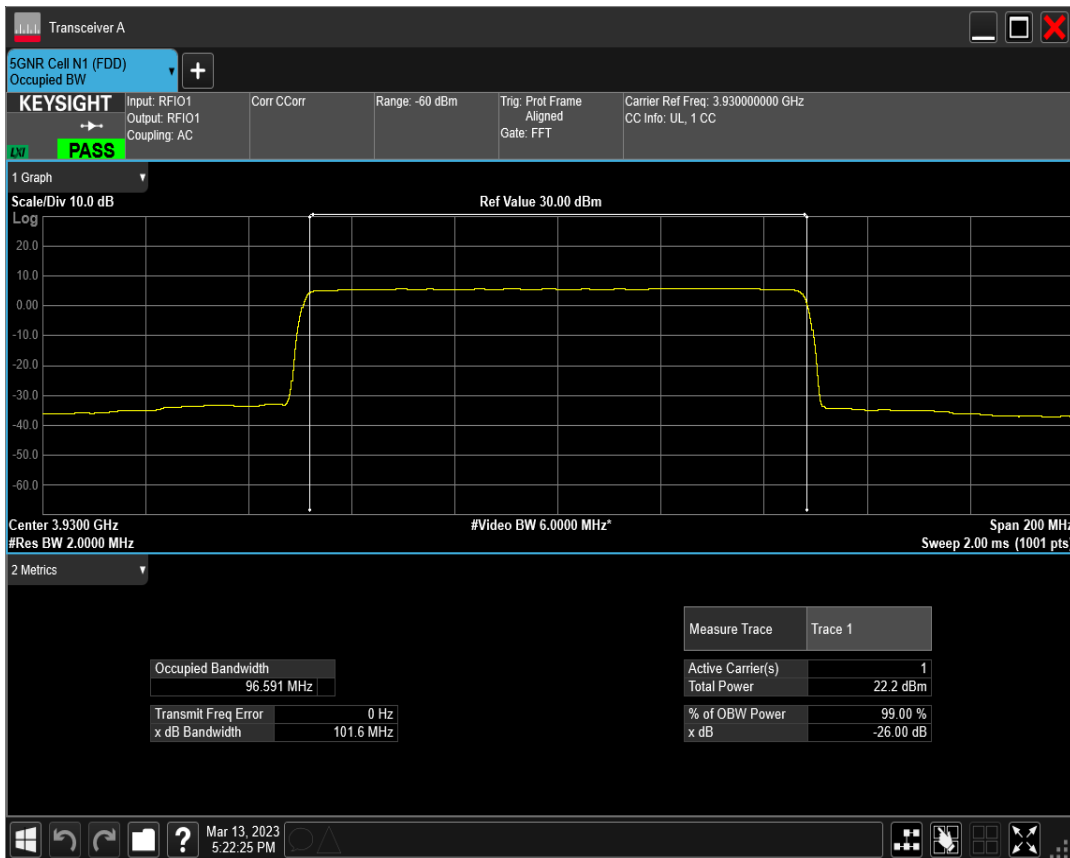 Transceiver A
5GNR Cell N1 (FDD)
Occupied BW
+
KEYSIGHT
LXI
PASS
Input: RFIO1
Output: RFIO1
Coupling: AC
Corr CCorr
Range: -60 dBm
Trig: Prot Frame
Aligned
Gate: FFT
Carrier Ref Freq: 3.930000000 GHz
CC Info: UL, 1 CC
1 Graph
Scale/Div 10.0 dB
Ref Value 30.00 dBm
Log
20.0
10.0
0.00
-10.0
-20.0
-30.0
-40.0
-50.0
-60.0
Center 3.9300 GHz
#Video BW 6.0000 MHz*
Span 200 MHz
#Res BW 2.0000 MHz
Sweep 2.00 ms (1001 pts)
2 Metrics
Measure Trace Trace 1
Occupied Bandwidth
96.591 MHz
Active Carrier(s) 1
Total Power 22.2 dBm
Transmit Freq Error 0 Hz
x dB Bandwidth 101.6 MHz
% of OBW Power 99.00 %
x dB -26.00 dB
?
Mar 13, 2023
5:22:25 PM